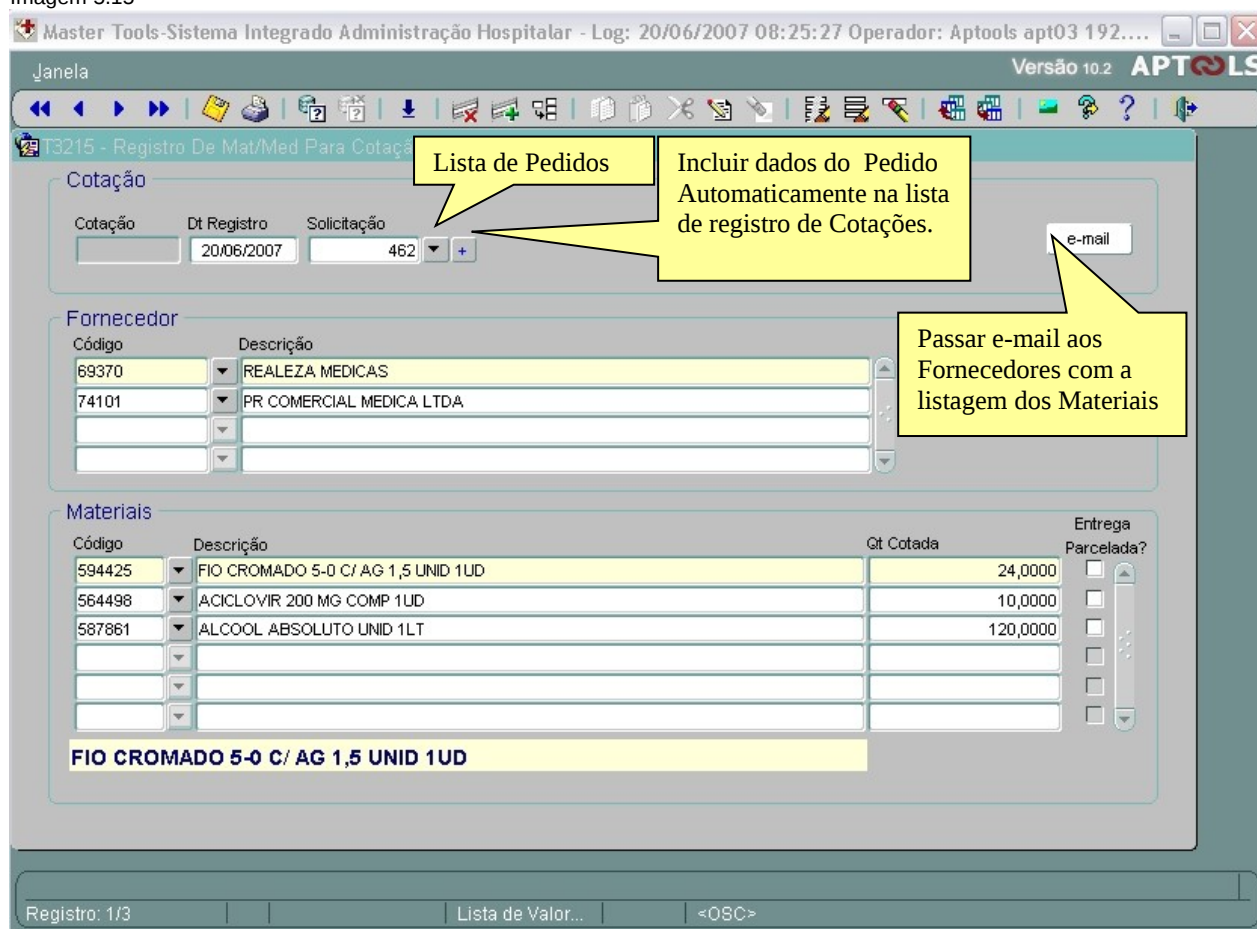 Imagem 3.15
Master Tools-Sistema Integrado Administração Hospitalar - Log: 20/06/2007 08:25:27 Operador: Aptools apt03 192....
Janela
Versão 10.2 APTOOLS
T3215 - Registro De Mat/Med Para Cotaçã
Lista de Pedidos
Incluir dados do Pedido
Automaticamente na lista
de registro de Cotações.
Cotação
Cotação Dt Registro Solicitação
20/06/2007 462 +
e-mail
Passar e-mail aos
Fornecedores com a
listagem dos Materiais
Fornecedor
Código Descrição
69370 REALEZA MEDICAS
74101 PR COMERCIAL MEDICA LTDA
Materiais
Código Descrição Qt Cotada Entrega
Parcelada?
594425 FIO CROMADO 5-0 C/ AG 1,5 UNID 1UD 24,0000
564498 ACICLOVIR 200 MG COMP 1UD 10,0000
587861 ALCOOL ABSOLUTO UNID 1LT 120,0000
FIO CROMADO 5-0 C/ AG 1,5 UNID 1UD
Registro: 1/3 Lista de Valor... <OSC>